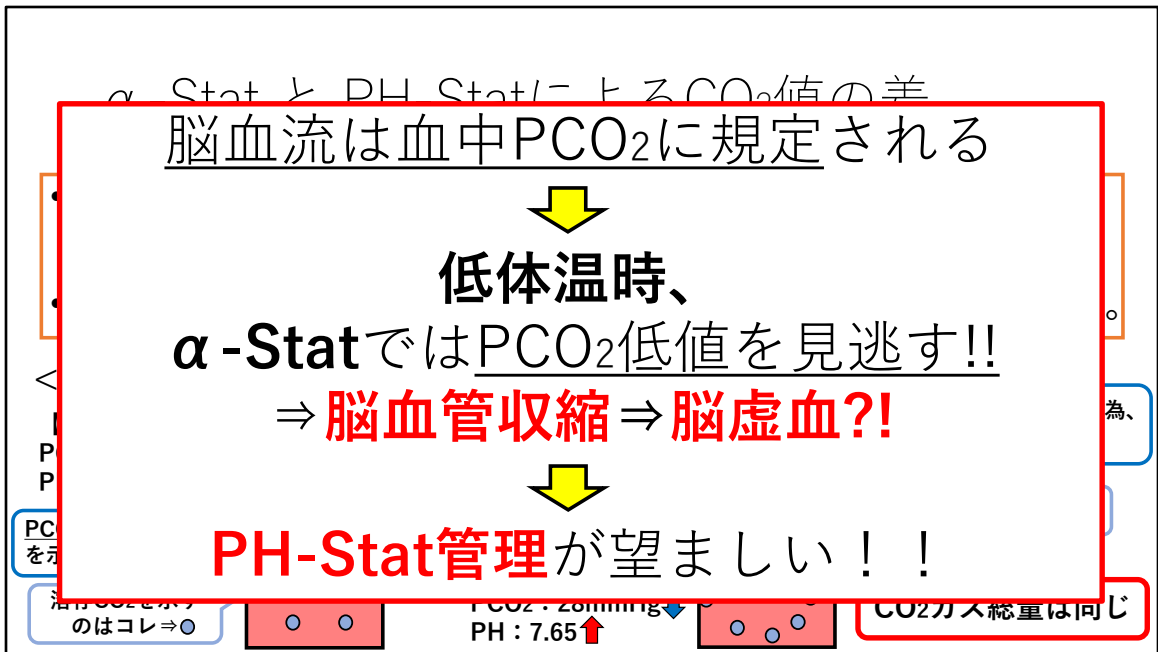 α-Stat と PH-StatによるCO₂値の差
脳血流は血中PCO₂に規定される
低体温時、
α-StatではPCO₂低値を見逃す!!
⇒脳血管収縮⇒脳虚血?!
PH-Stat管理が望ましい！！
•
•
。
<
為、
PC
を示
のはコレ⇒
PCO₂：28mmHg
PH：7.65
CO₂ガス総量は同じ